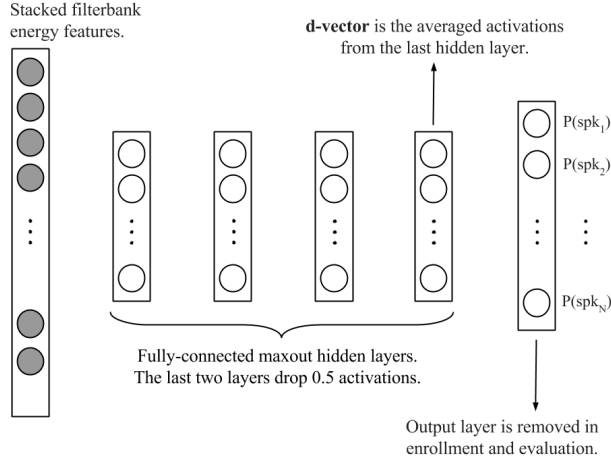 Stacked filterbank
energy features.
d-vector is the averaged activations
from the last hidden layer.
P(spk₁)
P(spk₂)
P(spk_N)
Fully-connected maxout hidden layers.
The last two layers drop 0.5 activations.
Output layer is removed in
enrollment and evaluation.